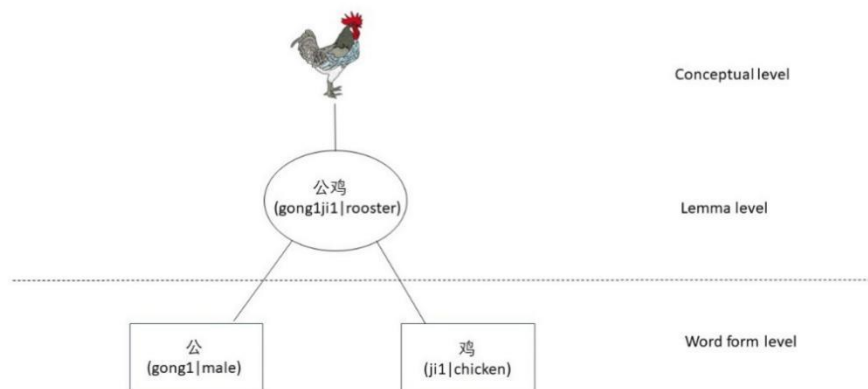 Conceptual level
公鸡
(gong1ji1|rooster)
Lemma level
公
(gong1|male)
鸡
(ji1|chicken)
Word form level